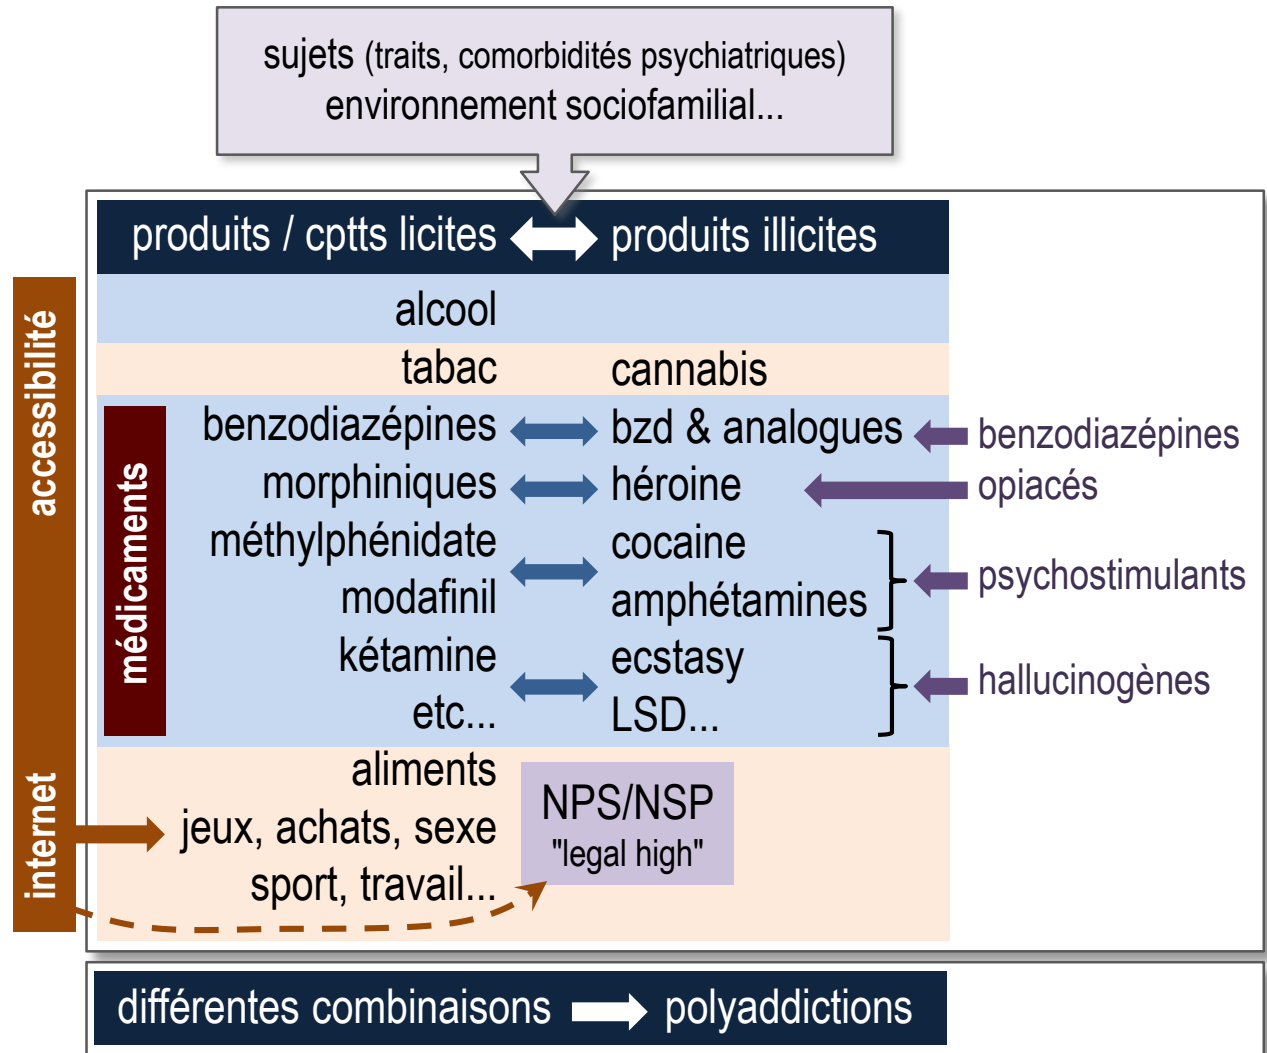 sujets (traits, comorbidités psychiatriques)
environnement sociofamilial...
produits / cptts licites produits illicites
accessibilité
internet
médicaments
alcool
tabac cannabis
benzodiazépines bzd & analogues benzodiazépines
morphiniques héroine opiacés
méthylphénidate cocaine
modafinil amphétamines psychostimulants
kétamine ecstasy hallucinogènes
etc... LSD...
aliments
jeux, achats, sexe
sport, travail...
NPS/NSP
"legal high"
différentes combinaisons polyaddictions